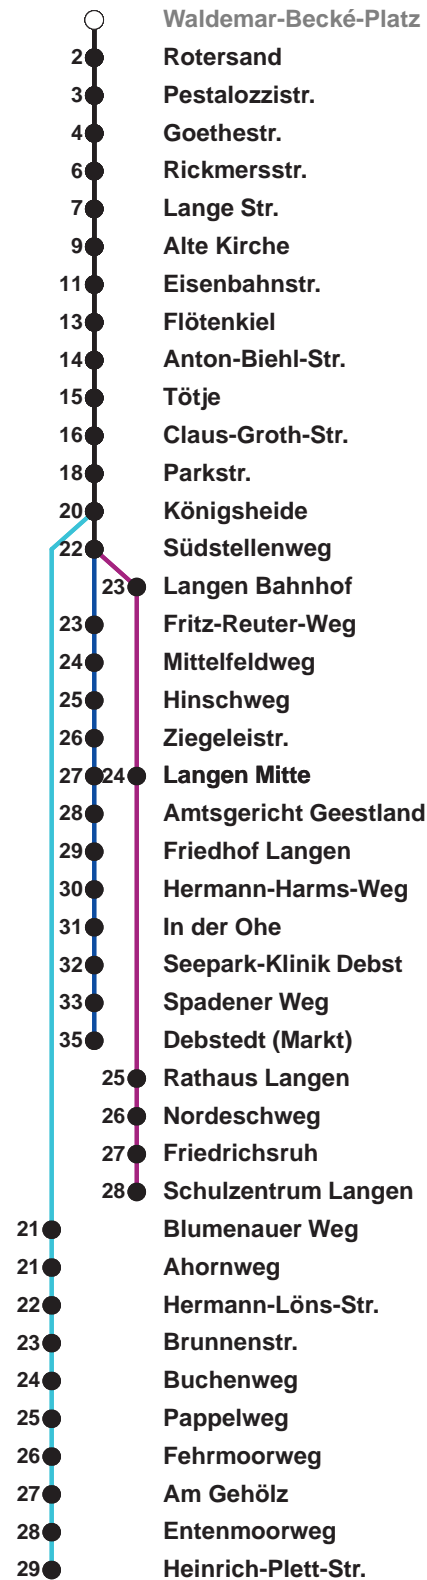 Waldemar-Becké-Platz
2 Rotersand
3 Pestalozzistr.
4 Goethestr.
6 Rickmersstr.
7 Lange Str.
9 Alte Kirche
11 Eisenbahnstr.
13 Flötenkiel
14 Anton-Biehl-Str.
15 Tötje
16 Claus-Groth-Str.
18 Parkstr.
20 Königsheide
22 Südstellenweg
23 Langen Bahnhof
23 Fritz-Reuter-Weg
24 Mittelfeldweg
25 Hinschweg
26 Ziegeleistr.
27 24 Langen Mitte
28 Amtsgericht Geestland
29 Friedhof Langen
30 Hermann-Harms-Weg
31 In der Ohe
32 Seepark-Klinik Debst
33 Spadener Weg
35 Debstedt (Markt)
25 Rathaus Langen
26 Nordeschweg
27 Friedrichsruh
28 Schulzentrum Langen
21 Blumenauer Weg
21 Ahornweg
22 Hermann-Löns-Str.
23 Brunnenstr.
24 Buchenweg
25 Pappelweg
26 Fehrmoorweg
27 Am Gehölz
28 Entenmoorweg
29 Heinrich-Plett-Str.